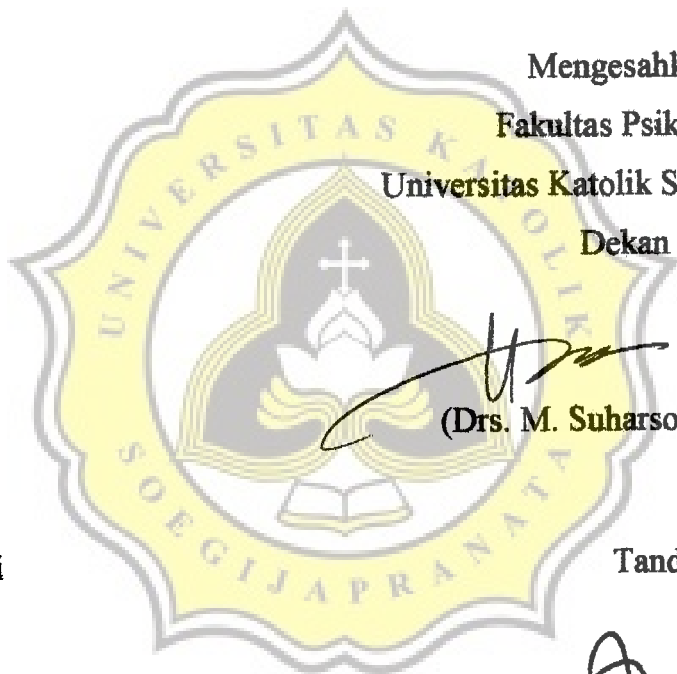 Mengesahk
Fakultas Psik
Universitas Katolik S
Dekan
(Drs. M. Suharso
i
Tand
UNIVERSITAS KATOLIK
SOEGIJAPRANATA